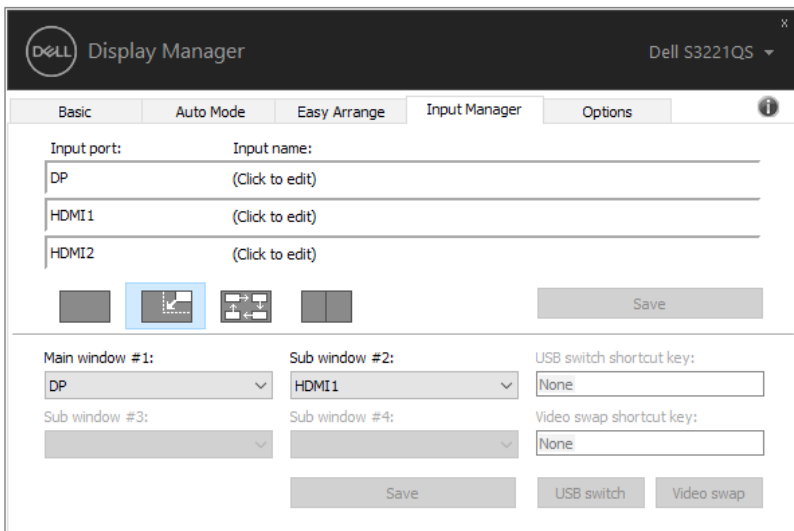 x
DELL Display Manager Dell S3221QS
Basic Auto Mode Easy Arrange Input Manager Options i
Input port: Input name:
DP (Click to edit)
HDMI1 (Click to edit)
HDMI2 (Click to edit)
Save
Main window #1: Sub window #2: USB switch shortcut key:
DP HDMI1 None
Sub window #3: Sub window #4: Video swap shortcut key:
None
Save USB switch Video swap